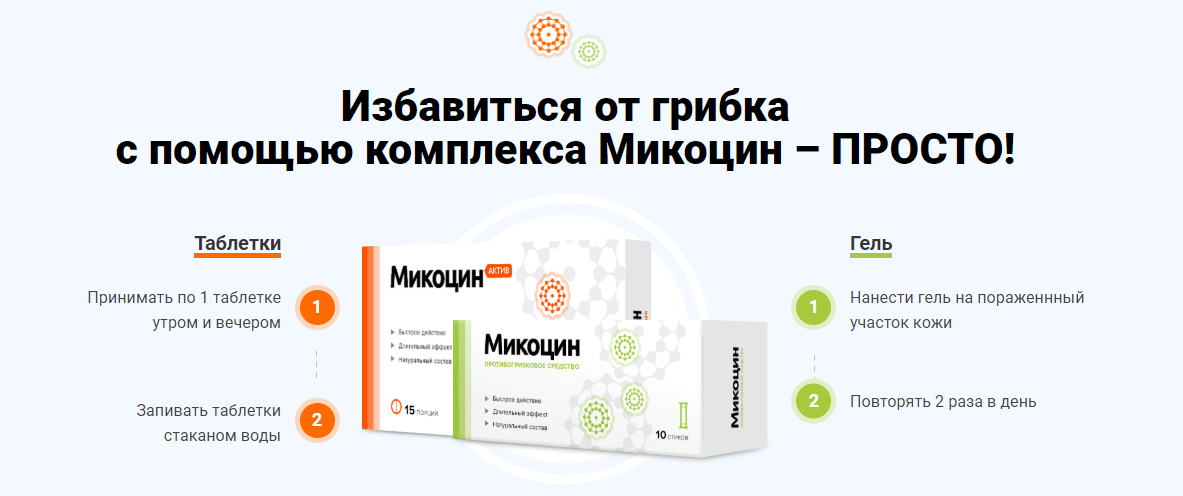 Избавиться от грибка
с помощью комплекса Микоцин – ПРОСТО!
Таблетки
1
Принимать по 1 таблетке
утром и вечером
2
Запивать таблетки
стаканом воды
Микоцин АКТИВ
Быстрое действие
Длительный эффект
Натуральный состав
15 ПОРЦИЙ
Микоцин
ПРОТИВОГРИБКОВОЕ СРЕДСТВО
Быстрое действие
Длительный эффект
Натуральный состав
10 СТИКОВ
Микоцин
Гель
1
Нанести гель на пораженнный
участок кожи
2
Повторять 2 раза в день